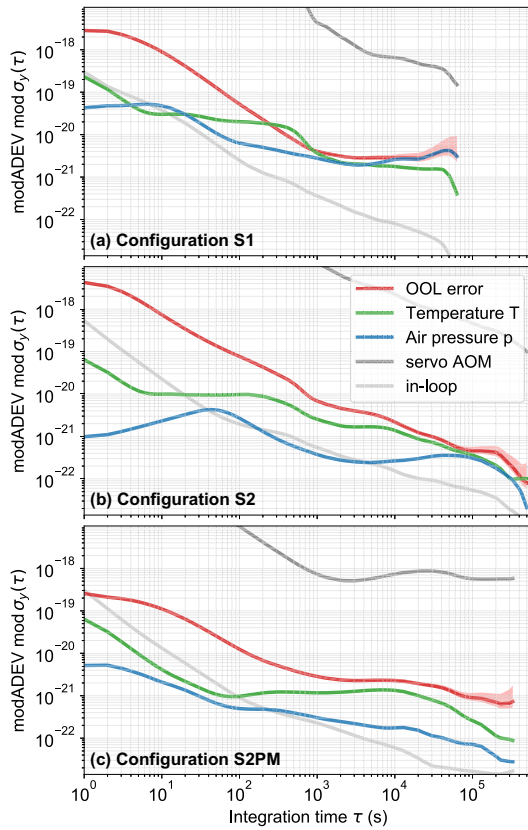 modADEV mod σy(τ)
10⁻¹⁸
10⁻¹⁹
10⁻²⁰
10⁻²¹
10⁻²²
(a) Configuration S1
modADEV mod σy(τ)
10⁻¹⁸
10⁻¹⁹
10⁻²⁰
10⁻²¹
10⁻²²
OOL error
Temperature T
Air pressure p
servo AOM
in-loop
(b) Configuration S2
modADEV mod σy(τ)
10⁻¹⁸
10⁻¹⁹
10⁻²⁰
10⁻²¹
10⁻²²
(c) Configuration S2PM
10⁰ 10¹ 10² 10³ 10⁴ 10⁵
Integration time τ (s)